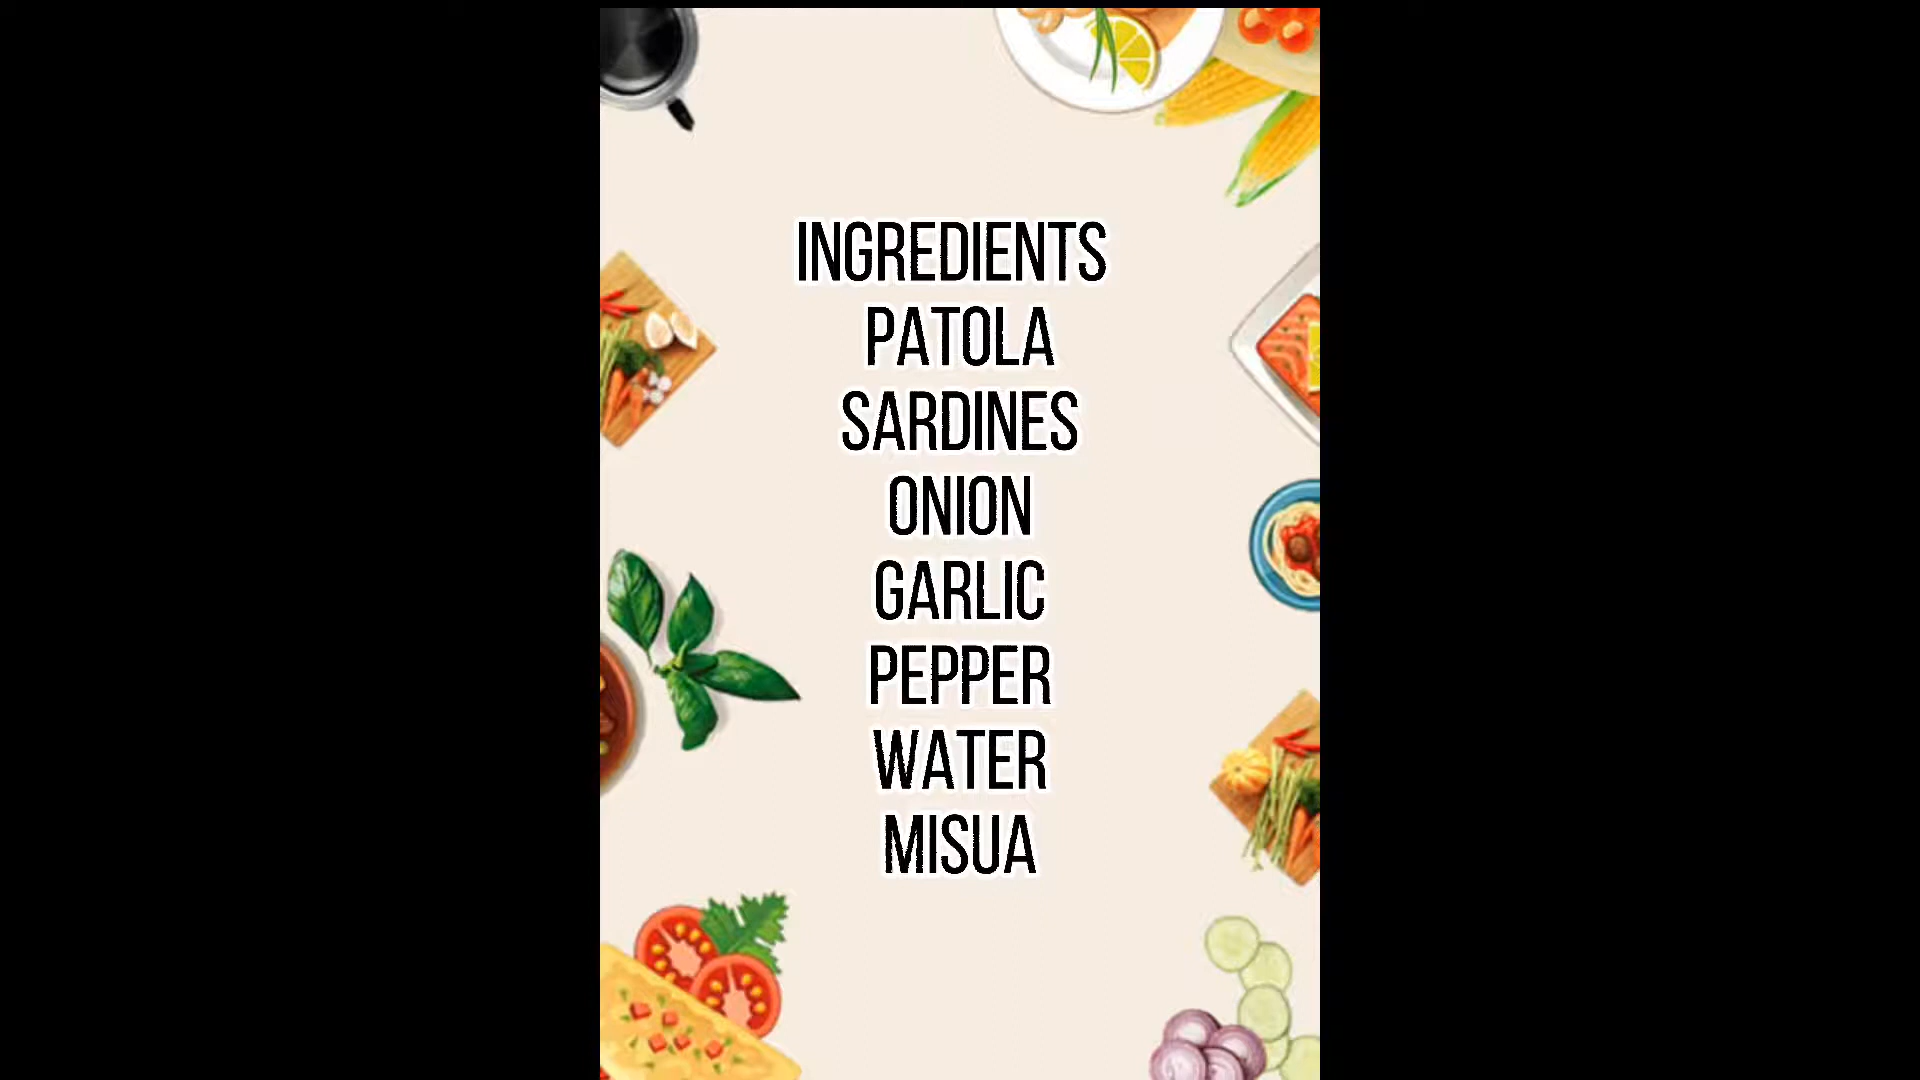 INGREDIENTS
PATOLA
SARDINES
ONION
GARLIC
PEPPER
WATER
MISUA